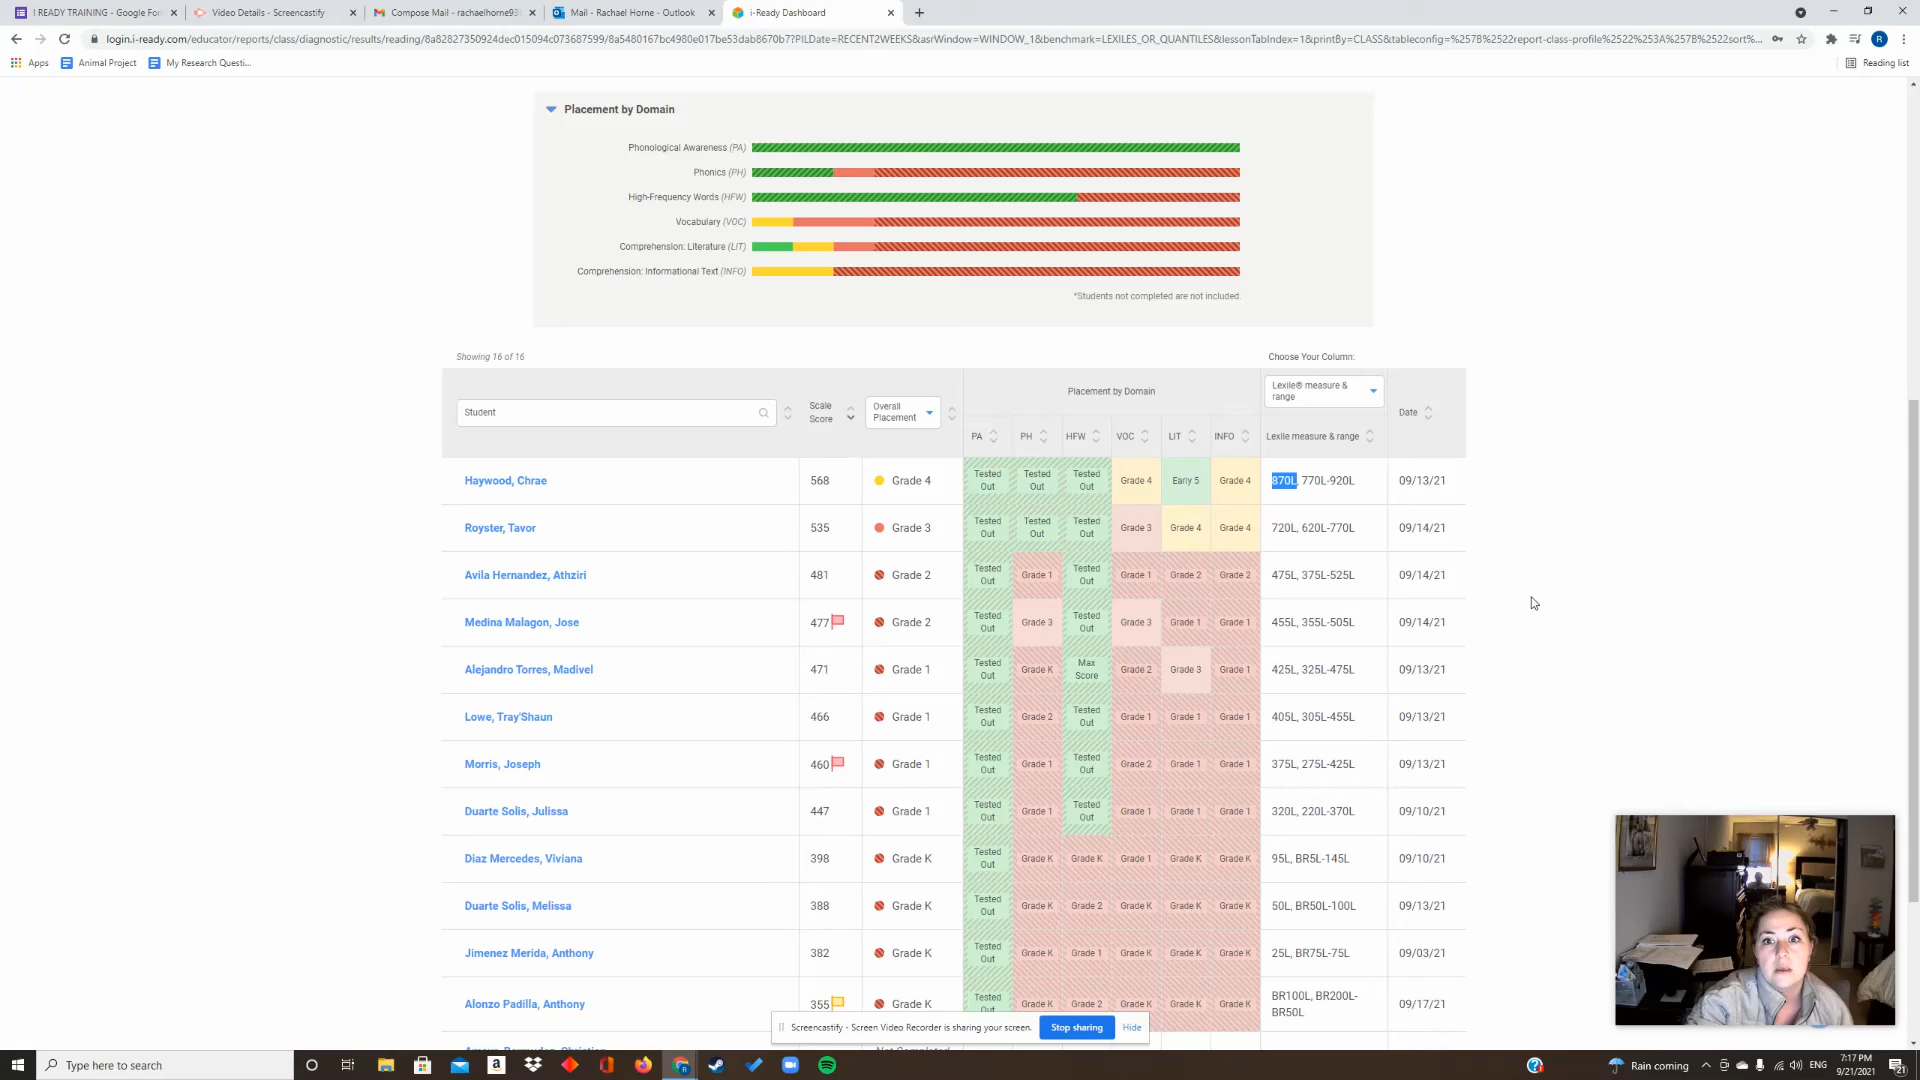 I READY TRAINING - Google For
Video Details - Screencastify
Compose Mail - rachaelhorne93
Mail - Rachael Horne - Outlook
i-Ready Dashboard
login.i-ready.com/educator/reports/class/diagnostic/results/reading/8a82827350924dec015094c073687599/8a5480167bc4980e017be53dab8670b7?PILDate=RECENT2WEEKS&asrWindow=WINDOW_1&benchmark=LEXILES_OR_QUANTILES&lessonTabIndex=1&printBy=CLASS&tableconfig=%257B%2522report-class-profile%2522%253A%257B%2522sort%...
R
Apps
Animal Project
My Research Questi...
Reading list
Placement by Domain
Phonological Awareness (PA)
Phonics (PH)
High-Frequency Words (HFW)
Vocabulary (VOC)
Comprehension: Literature (LIT)
Comprehension: Informational Text (INFO)
*Students not completed are not included.
Showing 16 of 16
Choose Your Column:
Student
Scale Score
Overall Placement
Placement by Domain
Lexile® measure & range
Date
PA PH HFW VOC LIT INFO Lexile measure & range
Haywood, Chrae 568 Grade 4 Tested Out Tested Out Tested Out Grade 4 Early 5 Grade 4 870L, 770L-920L 09/13/21
Royster, Tavor 535 Grade 3 Tested Out Tested Out Tested Out Grade 3 Grade 4 Grade 4 720L, 620L-770L 09/14/21
Avila Hernandez, Athziri 481 Grade 2 Tested Out Grade 1 Tested Out Grade 1 Grade 2 Grade 2 475L, 375L-525L 09/14/21
Medina Malagon, Jose 477 Grade 2 Tested Out Grade 3 Tested Out Grade 3 Grade 1 Grade 1 455L, 355L-505L 09/14/21
Alejandro Torres, Madivel 471 Grade 1 Tested Out Grade K Max Score Grade 2 Grade 3 Grade 1 425L, 325L-475L 09/13/21
Lowe, Tray'Shaun 466 Grade 1 Tested Out Grade 2 Tested Out Grade 1 Grade 1 Grade 1 405L, 305L-455L 09/13/21
Morris, Joseph 460 Grade 1 Tested Out Grade 1 Tested Out Grade 2 Grade 1 Grade 1 375L, 275L-425L 09/13/21
Duarte Solis, Julissa 447 Grade 1 Tested Out Grade 1 Tested Out Grade 1 Grade 1 Grade 1 320L, 220L-370L 09/10/21
Diaz Mercedes, Viviana 398 Grade K Tested Out Grade K Grade K Grade 1 Grade K Grade K 95L, BR5L-145L 09/10/21
Duarte Solis, Melissa 388 Grade K Tested Out Grade K Grade 2 Grade K Grade K Grade K 50L, BR50L-100L 09/13/21
Jimenez Merida, Anthony 382 Grade K Tested Out Grade K Grade 1 Grade K Grade K Grade K 25L, BR75L-75L 09/03/21
Alonzo Padilla, Anthony 355 Grade K Tested Out Grade K Grade 2 Grade K Grade K Grade K BR100L, BR200L-BR50L 09/17/21
Screencastify - Screen Video Recorder is sharing your screen.
Stop sharing
Hide
Type here to search
Rain coming
ENG
7:17 PM
9/21/2021
21